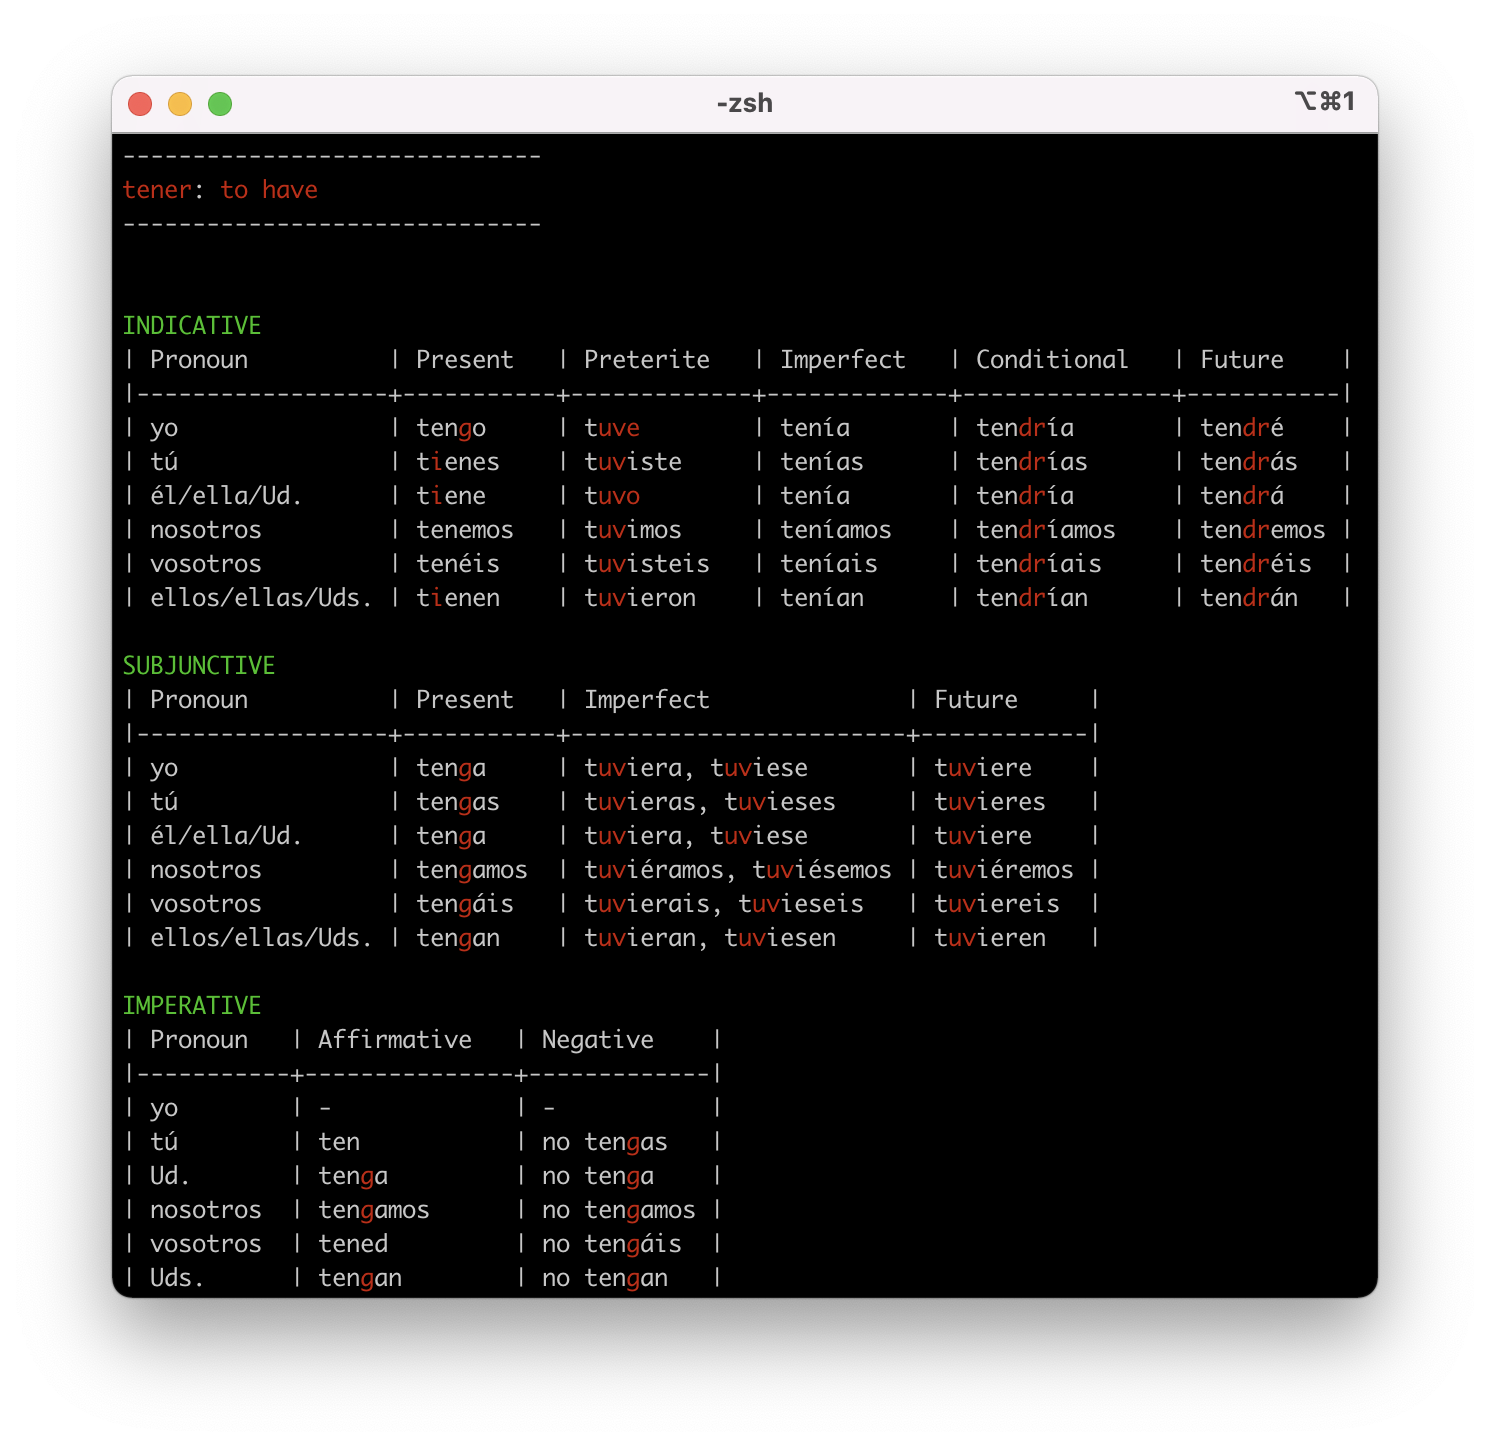 -zsh
⌥⌘1
------------------------------
tener: to have
------------------------------
INDICATIVE
| Pronoun          | Present   | Preterite   | Imperfect   | Conditional   | Future    |
|------------------+-----------+-------------+-------------+---------------+-----------|
| yo               | tengo     | tuve        | tenía       | tendría       | tendré    |
| tú               | tienes    | tuviste     | tenías      | tendrías      | tendrás   |
| él/ella/Ud.      | tiene     | tuvo        | tenía       | tendría       | tendrá    |
| nosotros         | tenemos   | tuvimos     | teníamos    | tendríamos    | tendremos |
| vosotros         | tenéis    | tuvisteis   | teníais     | tendríais     | tendréis  |
| ellos/ellas/Uds. | tienen    | tuvieron    | tenían      | tendrían      | tendrán   |
SUBJUNCTIVE
| Pronoun          | Present   | Imperfect              | Future     |
|------------------+-----------+------------------------+------------|
| yo               | tenga     | tuviera, tuviese       | tuviere    |
| tú               | tengas    | tuvieras, tuvieses     | tuvieres   |
| él/ella/Ud.      | tenga     | tuviera, tuviese       | tuviere    |
| nosotros         | tengamos  | tuviéramos, tuviésemos | tuviéremos |
| vosotros         | tengáis   | tuvierais, tuvieseis   | tuviereis  |
| ellos/ellas/Uds. | tengan    | tuvieran, tuviesen     | tuvieren   |
IMPERATIVE
| Pronoun   | Affirmative   | Negative    |
|-----------+---------------+-------------|
| yo        | -             | -           |
| tú        | ten           | no tengas   |
| Ud.       | tenga         | no tenga    |
| nosotros  | tengamos      | no tengamos |
| vosotros  | tened         | no tengáis  |
| Uds.      | tengan        | no tengan   |